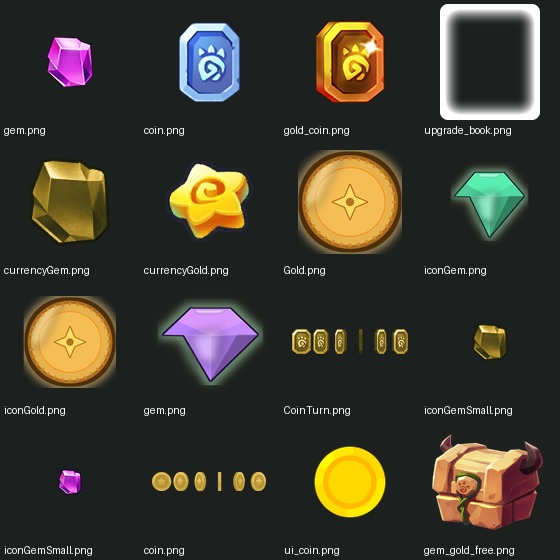 gem.png
coin.png
gold_coin.png
upgrade_book.png
currencyGem.png
currencyGold.png
Gold.png
iconGem.png
iconGold.png
gem.png
CoinTurn.png
iconGemSmall.png
iconGemSmall.png
coin.png
ui_coin.png
gem_gold_free.png